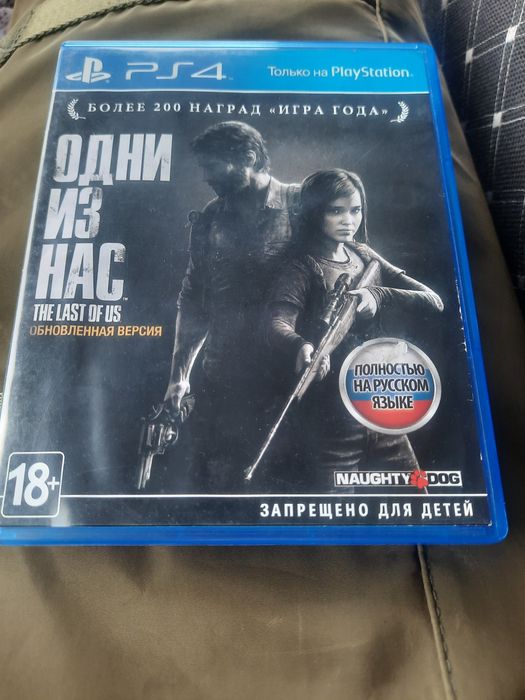 PS4
Только на PlayStation®
БОЛЕЕ 200 НАГРАД «ИГРА ГОДА»
ОДНИ
ИЗ
НАС™
THE LAST OF US
ОБНОВЛЕННАЯ ВЕРСИЯ
ПОЛНОСТЬЮ
НА РУССКОМ
ЯЗЫКЕ
NAUGHTY DOG
18+
ЗАПРЕЩЕНО ДЛЯ ДЕТЕЙ